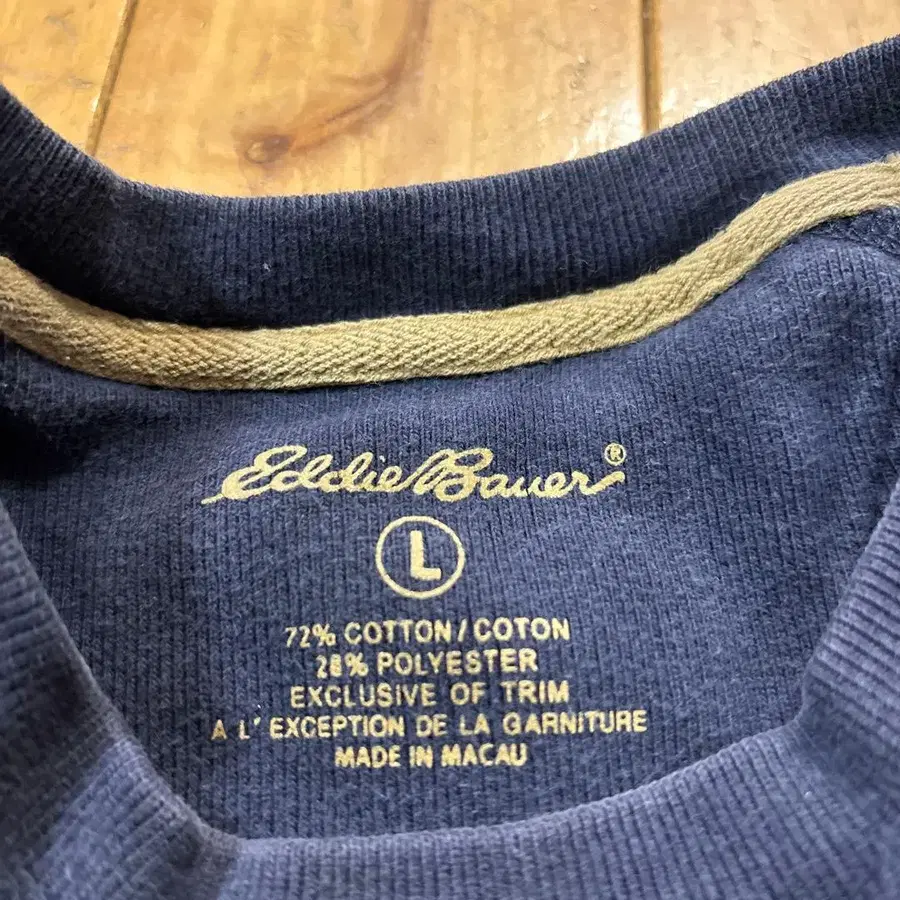 Eddie Bauer®
L
72% COTTON/COTON
28% POLYESTER
EXCLUSIVE OF TRIM
A L' EXCEPTION DE LA GARNITURE
MADE IN MACAU